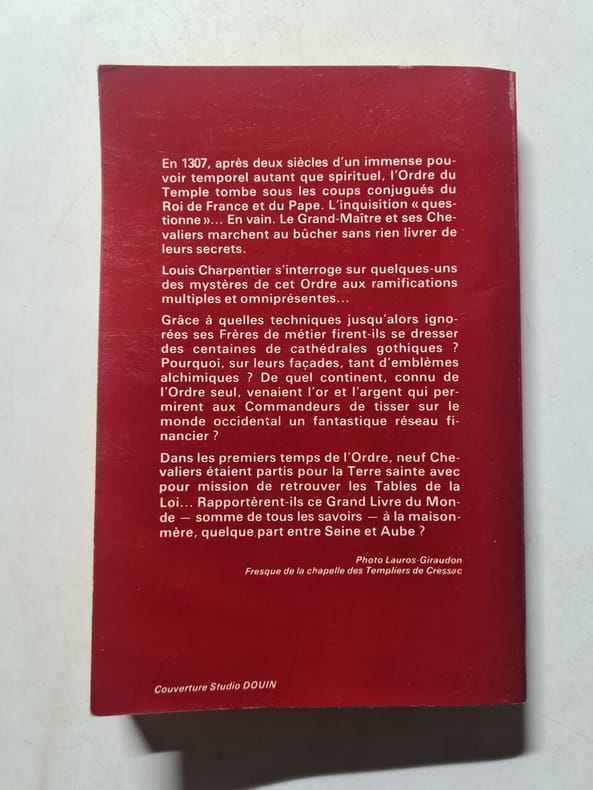 En 1307, après deux siècles d'un immense pou-
voir temporel autant que spirituel, l'Ordre du
Temple tombe sous les coups conjugués du
Roi de France et du Pape. L'inquisition « ques-
tionne »... En vain. Le Grand-Maître et ses Che-
valiers marchent au bûcher sans rien livrer de
leurs secrets.
Louis Charpentier s'interroge sur quelques-uns
des mystères de cet Ordre aux ramifications
multiples et omniprésentes...
Grâce à quelles techniques jusqu'alors igno-
rées ses Frères de métier firent-ils se dresser
des centaines de cathédrales gothiques ?
Pourquoi, sur leurs façades, tant d'emblèmes
alchimiques ? De quel continent, connu de
l'Ordre seul, venaient l'or et l'argent qui per-
mirent aux Commandeurs de tisser sur le
monde occidental un fantastique réseau fi-
nancier ?
Dans les premiers temps de l'Ordre, neuf Che-
valiers étaient partis pour la Terre sainte avec
pour mission de retrouver les Tables de la
Loi... Rapportèrent-ils ce Grand Livre du Mon-
de — somme de tous les savoirs — à la maison-
mère, quelque part entre Seine et Aube ?
Photo Lauros-Giraudon
Fresque de la chapelle des Templiers de Cressac
Couverture Studio DOUIN